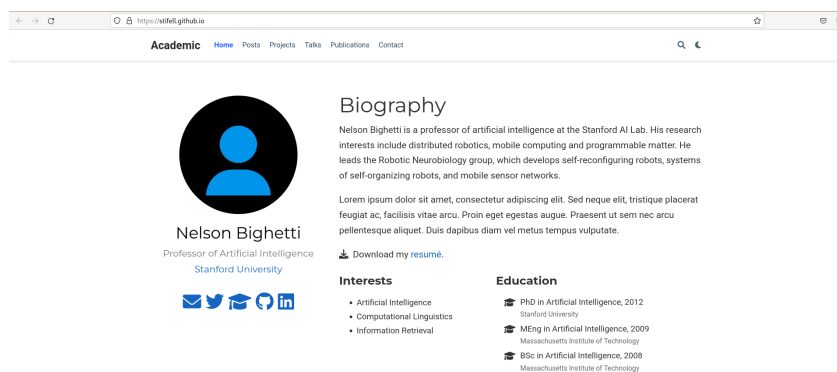 https://stifell.github.io
Academic Home Posts Projects Talks Publications Contact
Biography
Nelson Bighetti is a professor of artificial intelligence at the Stanford AI Lab. His research
interests include distributed robotics, mobile computing and programmable matter. He
leads the Robotic Neurobiology group, which develops self-reconfiguring robots, systems
of self-organizing robots, and mobile sensor networks.
Lorem ipsum dolor sit amet, consectetur adipiscing elit. Sed neque elit, tristique placerat
feugiat ac, facilisis vitae arcu. Proin eget egestas augue. Praesent ut sem nec arcu
pellentesque aliquet. Duis dapibus diam vel metus tempus vulputate.
Download my resumé.
Nelson Bighetti
Professor of Artificial Intelligence
Stanford University
in
Interests
• Artificial Intelligence
• Computational Linguistics
• Information Retrieval
Education
PhD in Artificial Intelligence, 2012
Stanford University
MEng in Artificial Intelligence, 2009
Massachusetts Institute of Technology
BSc in Artificial Intelligence, 2008
Massachusetts Institute of Technology